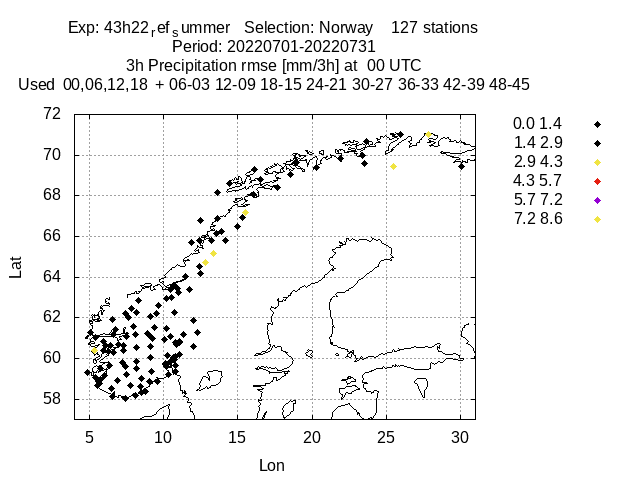 Exp: 43h22ref summer   Selection: Norway    127 stations
Period: 20220701-20220731
3h Precipitation rmse [mm/3h] at  00 UTC
Used  00,06,12,18  + 06-03 12-09 18-15 24-21 30-27 36-33 42-39 48-45
72
70
68
66
64
62
60
58
Lat
5 10 15 20 25 30
Lon
0.0 1.4
1.4 2.9
2.9 4.3
4.3 5.7
5.7 7.2
7.2 8.6